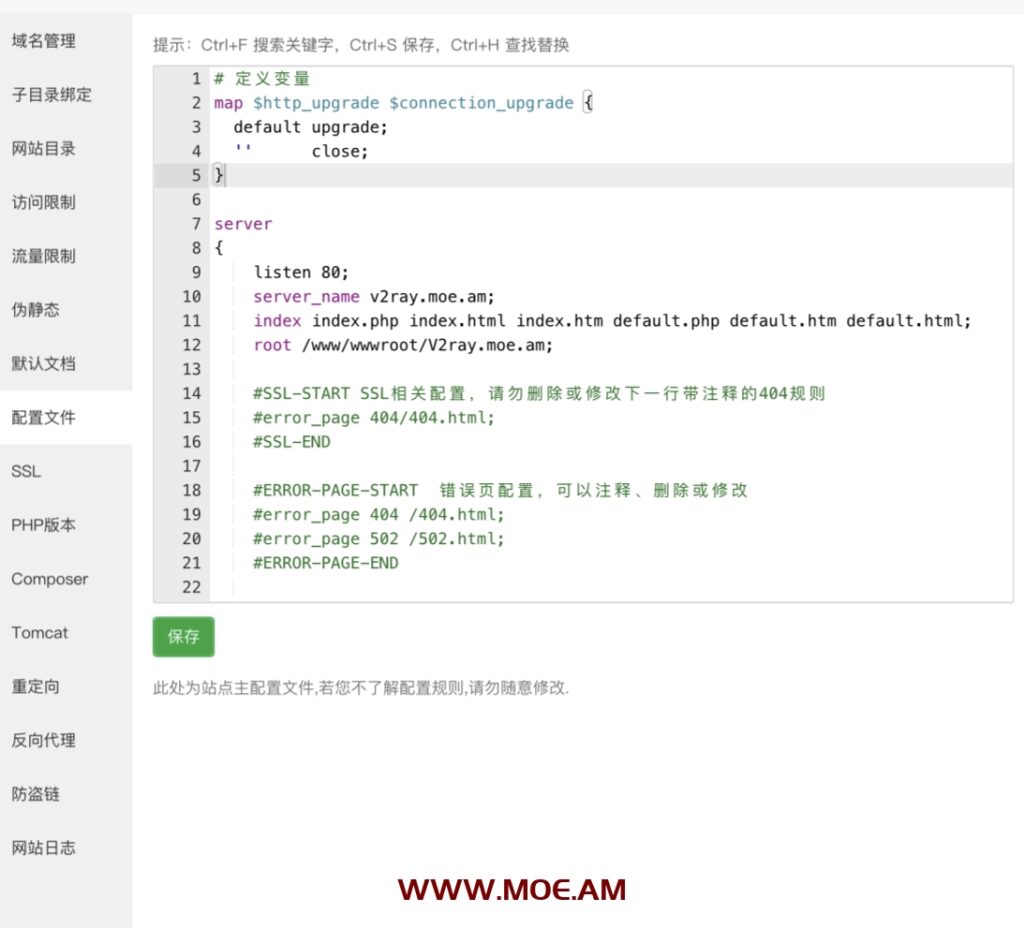 域名管理
子目录绑定
网站目录
访问限制
流量限制
伪静态
默认文档
配置文件
SSL
PHP版本
Composer
Tomcat
重定向
反向代理
防盗链
网站日志
提示：Ctrl+F 搜索关键字，Ctrl+S 保存，Ctrl+H 查找替换
1 # 定义变量
2 map $http_upgrade $connection_upgrade {
3   default upgrade;
4   ''      close;
5 }
6
7 server
8 {
9     listen 80;
10     server_name v2ray.moe.am;
11     index index.php index.html index.htm default.php default.htm default.html;
12     root /www/wwwroot/V2ray.moe.am;
13
14     #SSL-START SSL相关配置，请勿删除或修改下一行带注释的404规则
15     #error_page 404/404.html;
16     #SSL-END
17
18     #ERROR-PAGE-START  错误页配置，可以注释、删除或修改
19     #error_page 404 /404.html;
20     #error_page 502 /502.html;
21     #ERROR-PAGE-END
22
保存
此处为站点主配置文件,若您不了解配置规则,请勿随意修改.
WWW.MOE.AM